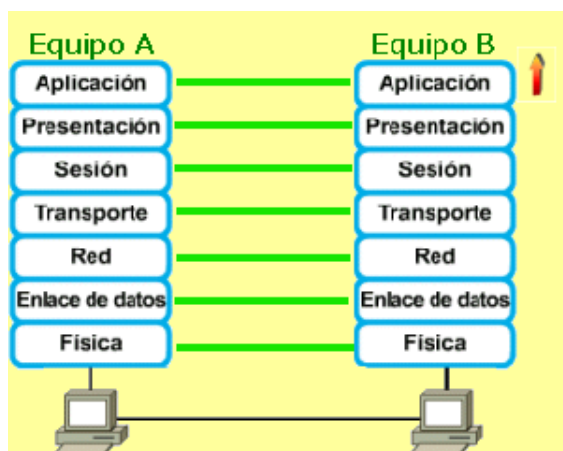 Equipo A Equipo B
Aplicación Aplicación
Presentación Presentación
Sesión Sesión
Transporte Transporte
Red Red
Enlace de datos Enlace de datos
Física Física